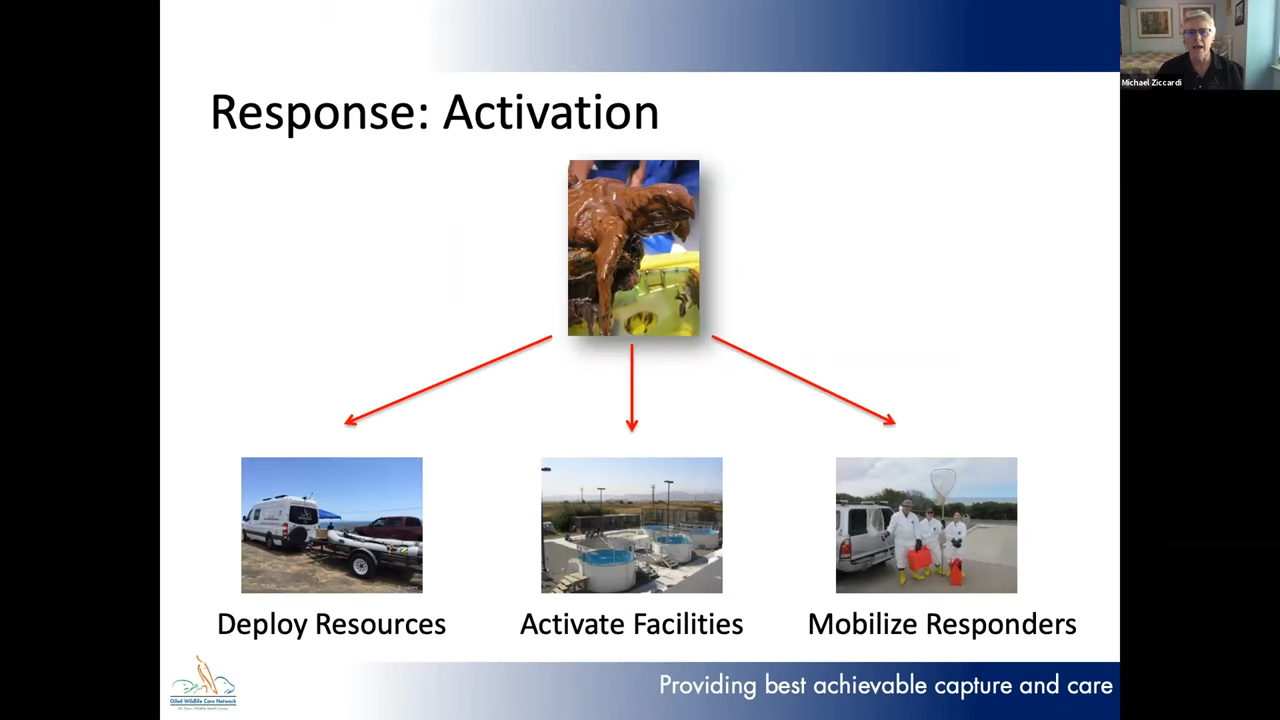 Michael Ziccardi
Response: Activation
Deploy Resources
Activate Facilities
Mobilize Responders
Oiled Wildlife Care Network
Providing best achievable capture and care